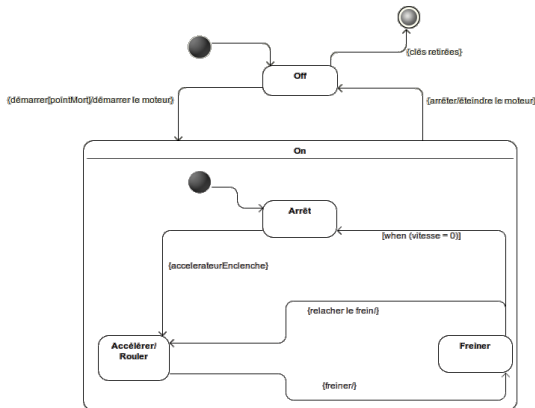 {clés retirées}
Off
{démarrer[pointMort]/démarrer le moteur}
{arrêter/éteindre le moteur}
On
Arrêt
[when (vitesse = 0)]
{accelerateurEnclenche}
{relacher le frein/}
Accélérer/
Rouler
Freiner
{freiner/}